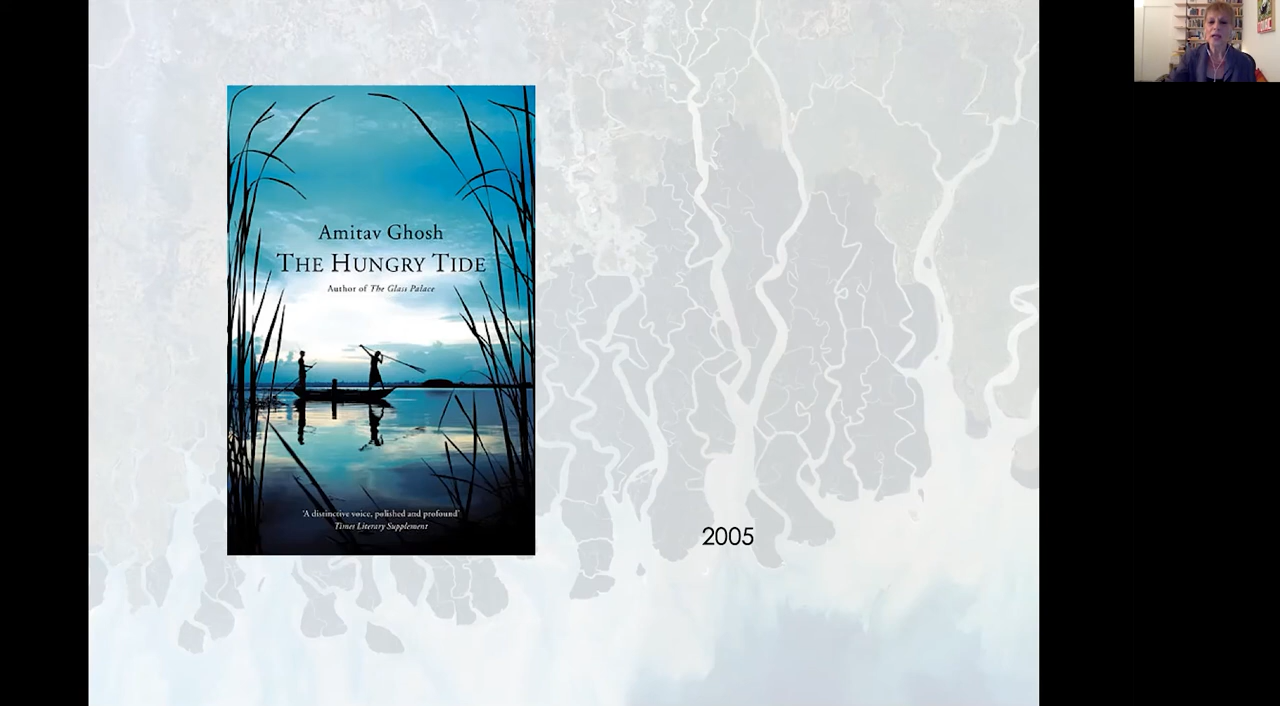 Amitav Ghosh
THE HUNGRY TIDE
Author of The Glass Palace
'A distinctive voice, polished and profound'
Times Literary Supplement
2005